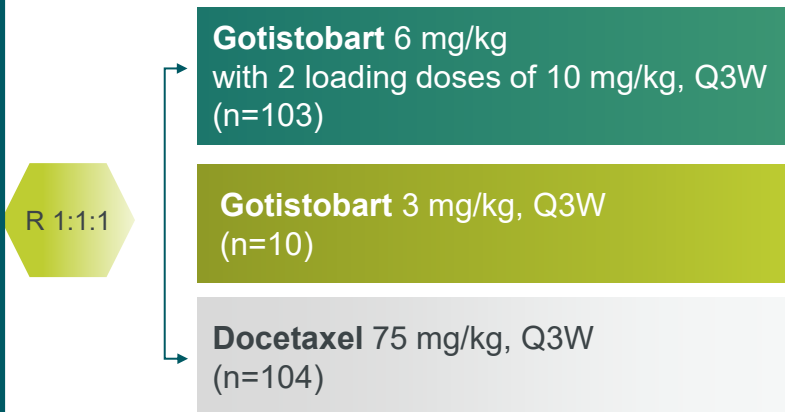 R 1:1:1
Gotistobart 6 mg/kg
with 2 loading doses of 10 mg/kg, Q3W
(n=103)
Gotistobart 3 mg/kg, Q3W
(n=10)
Docetaxel 75 mg/kg, Q3W
(n=104)